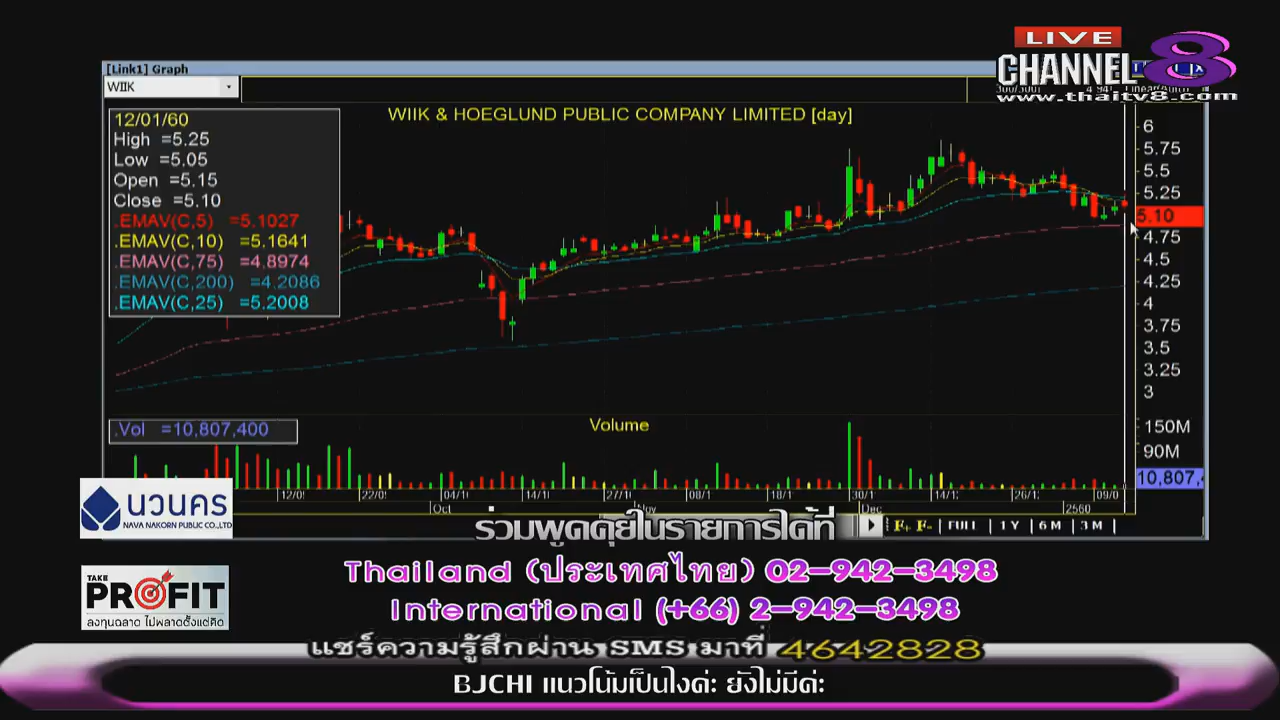 LIVE
CHANNEL 8
www.thaitv8.com
[Link1] Graph
WIIK
WIIK & HOEGLUND PUBLIC COMPANY LIMITED [day]
12/01/60
High =5.25
Low =5.05
Open =5.15
Close =5.10
.EMAV(C,5) =5.1027
.EMAV(C,10) =5.1641
.EMAV(C,75) =4.8974
.EMAV(C,200) =4.2086
.EMAV(C,25) =5.2008
6
5.75
5.5
5.25
5.10
4.75
4.5
4.25
4
3.75
3.5
3.25
3
.Vol =10,807,400
Volume
150M
90M
10,807,
12/0 22/0 04/1 14/1 27/1 08/1 18/1 30/1 14/1 26/1 09/0
Oct Nov Dec 2560
F+ F- FULL 1Y 6M 3M
นวนคร
NAVA NAKORN PUBLIC CO.,LTD
ร่วมพูดคุยในรายการได้ที่
Thailand (ประเทศไทย) 02-942-3498
International (+66) 2-942-3498
TAKE
PROFIT
ลงทุนฉลาด ไม่พลาดตั้งแต่คิด
แชร์ความรู้สึกผ่าน SMS มาที่ 4642828
BJCHI แนวโน้มเป็นไงค่ะ ยังไม่มีค่ะ